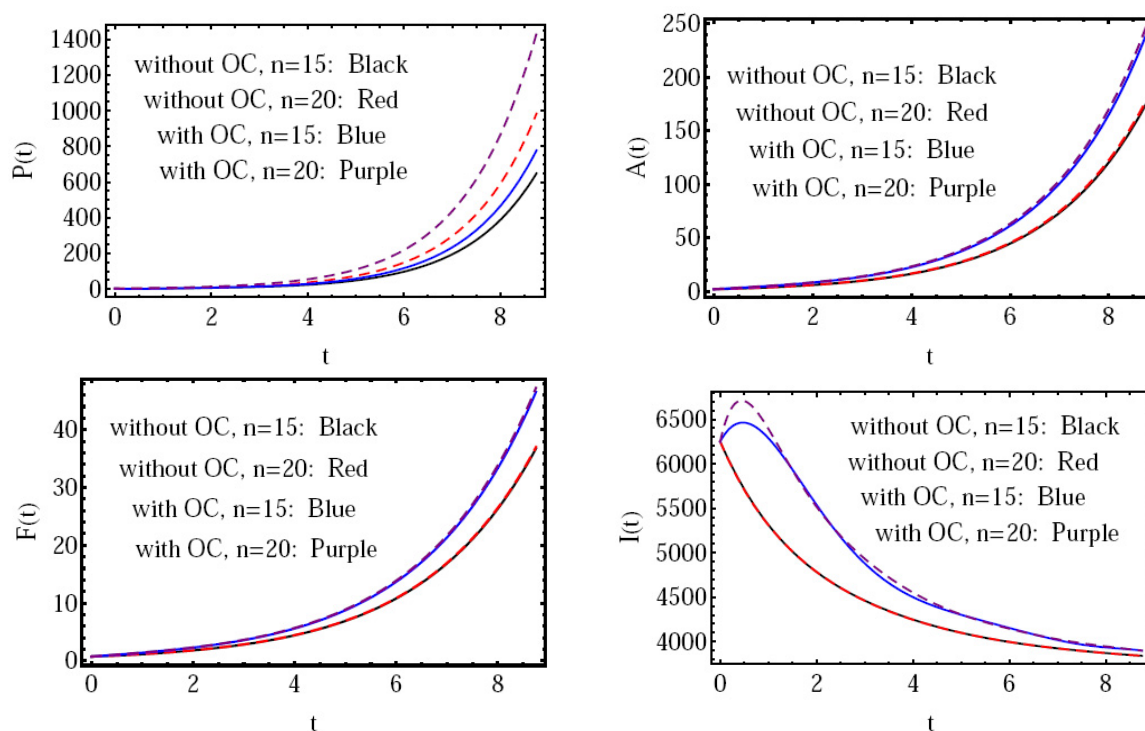 P(t)
1400
1200
1000
800
600
400
200
0
without OC, n=15: Black
without OC, n=20: Red
with OC, n=15: Blue
with OC, n=20: Purple
0 2 4 6 8
t
A(t)
250
200
150
100
50
0
without OC, n=15: Black
without OC, n=20: Red
with OC, n=15: Blue
with OC, n=20: Purple
0 2 4 6 8
t
F(t)
40
30
20
10
0
without OC, n=15: Black
without OC, n=20: Red
with OC, n=15: Blue
with OC, n=20: Purple
0 2 4 6 8
t
I(t)
6500
6000
5500
5000
4500
4000
without OC, n=15: Black
without OC, n=20: Red
with OC, n=15: Blue
with OC, n=20: Purple
0 2 4 6 8
t